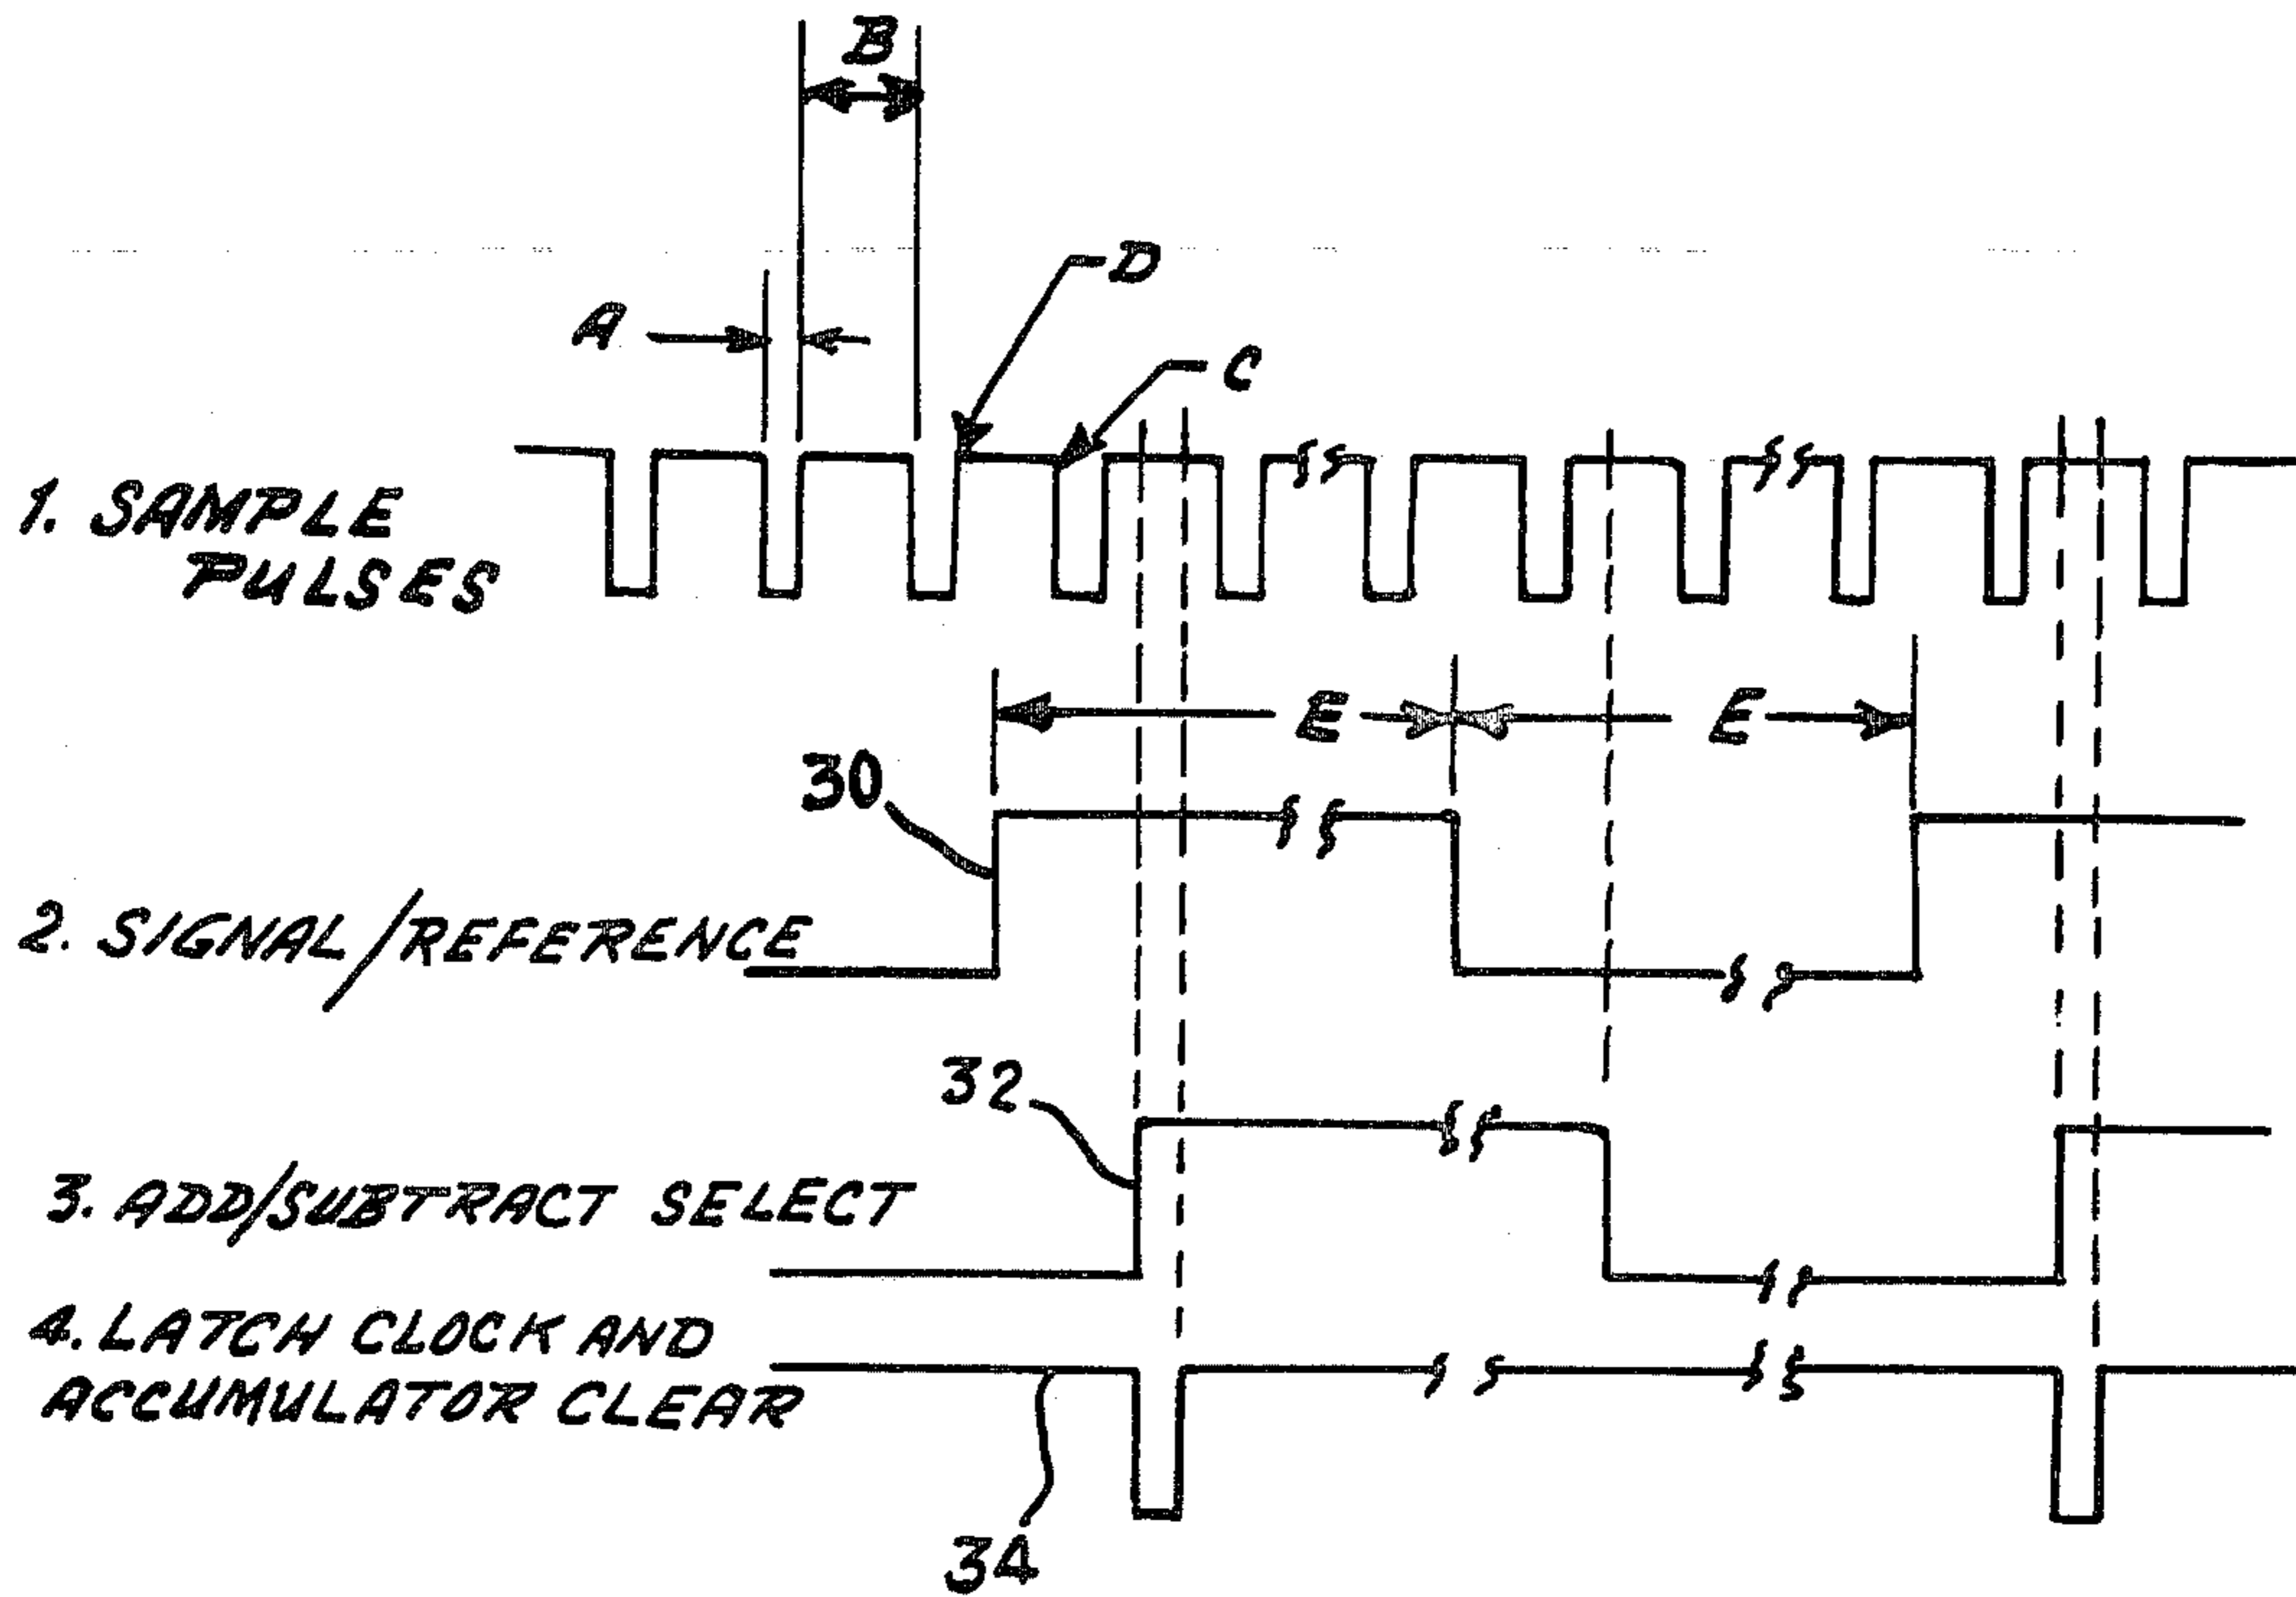 B
D
A
C
1. SAMPLE
PULSES
E E
30
2. SIGNAL/REFERENCE
32
3. ADD/SUBTRACT SELECT
4. LATCH CLOCK AND
ACCUMULATOR CLEAR
34